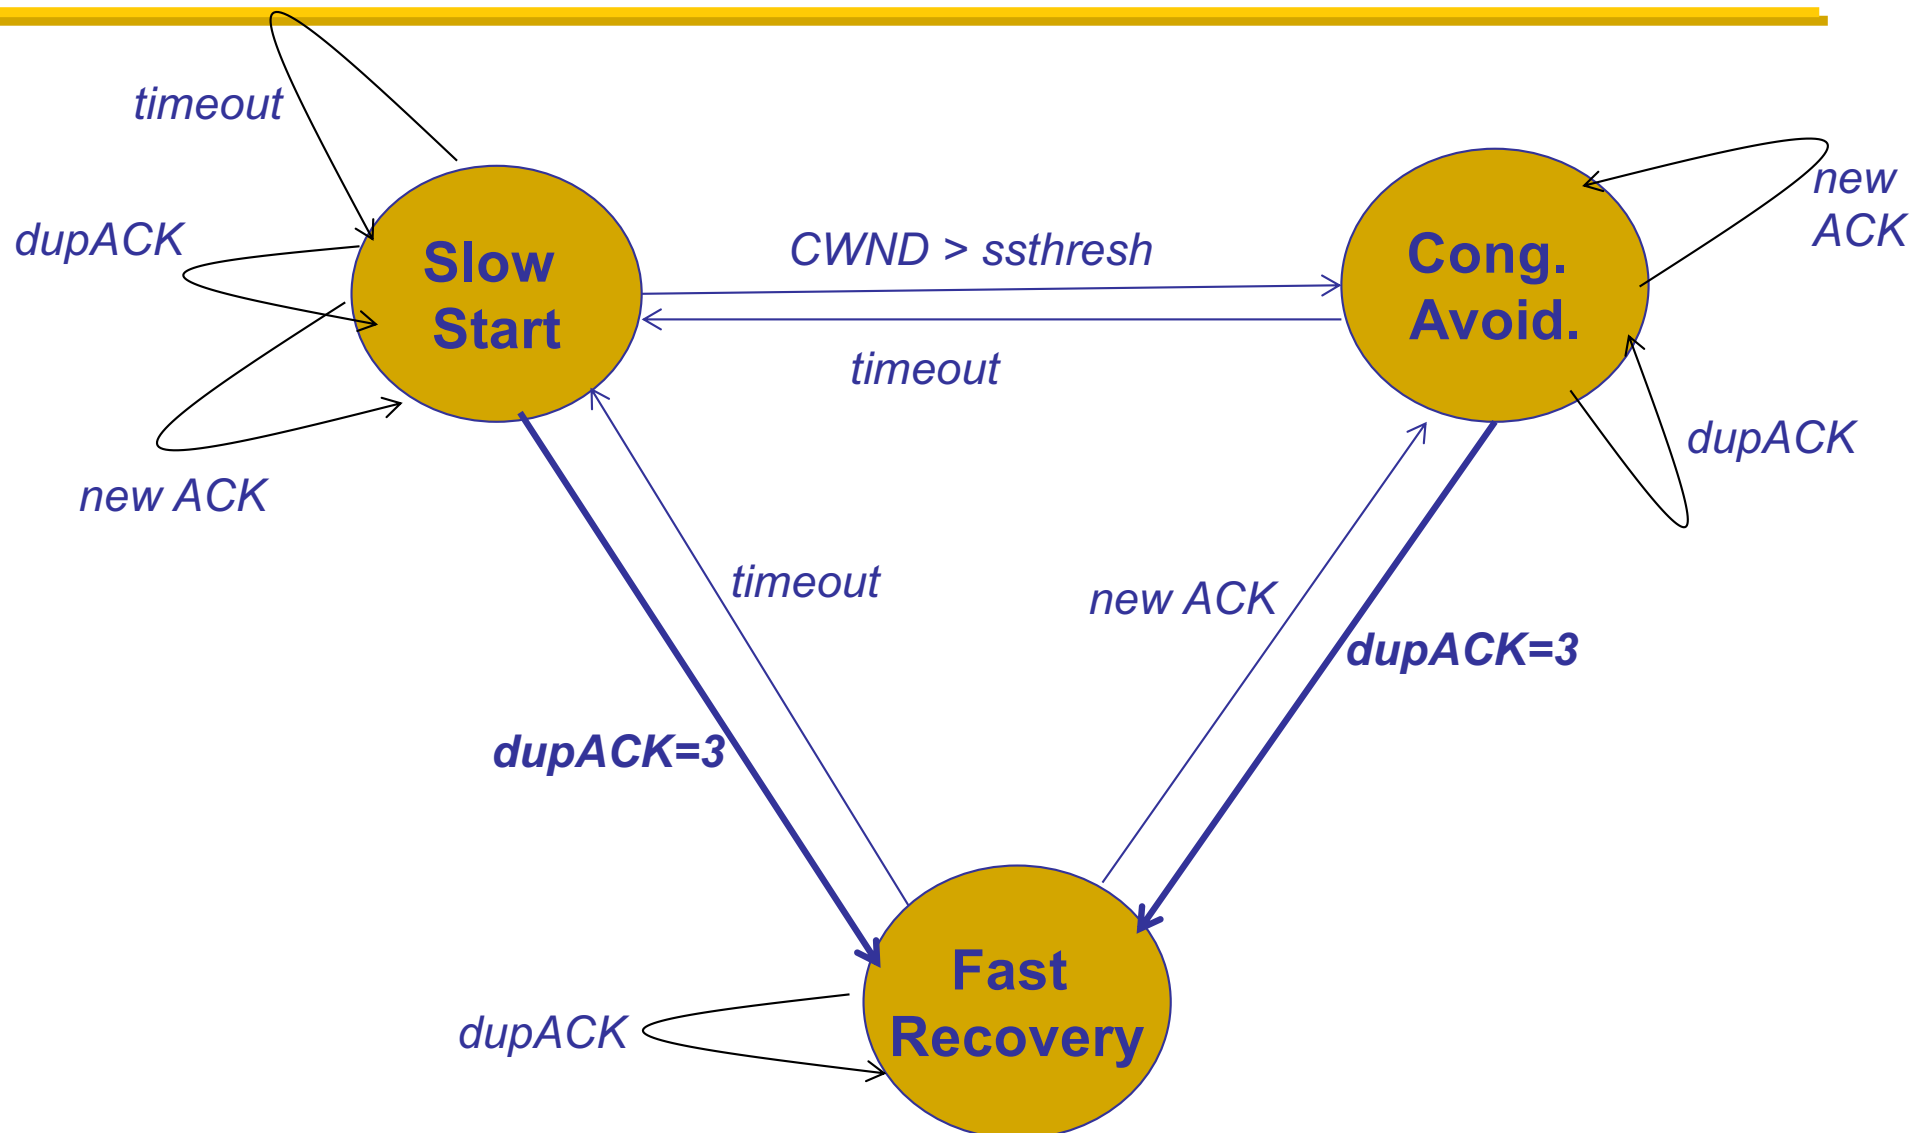 timeout
dupACK
Slow
Start
new ACK
CWND > ssthresh
timeout
Cong.
Avoid.
new
ACK
dupACK
timeout
new ACK
dupACK=3
dupACK=3
Fast
Recovery
dupACK